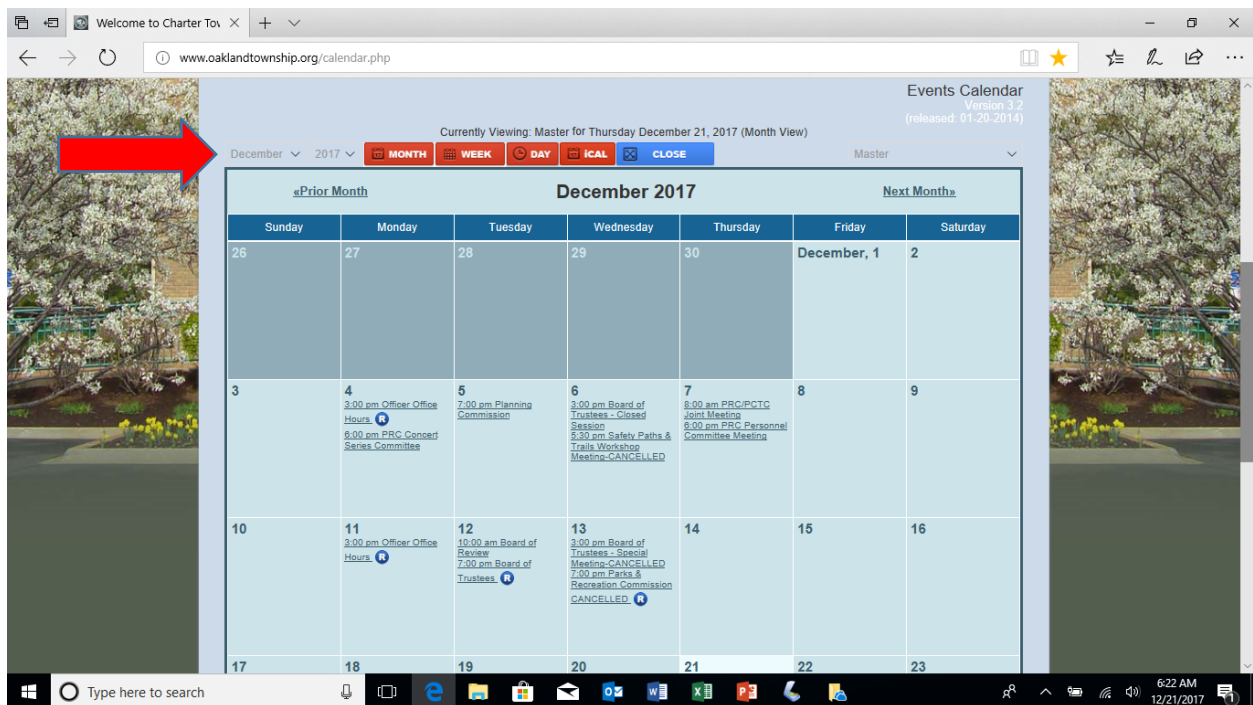 Welcome to Charter Tov
www.oaklandtownship.org/calendar.php
Events Calendar
Version 3.2
(released: 01-20-2014)
Currently Viewing: Master for Thursday December 21, 2017 (Month View)
December 2017 MONTH WEEK DAY iCAL CLOSE Master
«Prior Month December 2017 Next Month»
Sunday Monday Tuesday Wednesday Thursday Friday Saturday
26 27 28 29 30 December, 1 2
3
4
3:00 pm Officer Office
Hours R
6:00 pm PRC Concert
Series Committee
5
7:00 pm Planning
Commission
6
3:00 pm Board of
Trustees - Closed
Session
5:30 pm Safety Paths &
Trails Workshop
Meeting-CANCELLED
7
8:00 am PRC/PCTC
Joint Meeting
6:00 pm PRC Personnel
Committee Meeting
8
9
10
11
3:00 pm Officer Office
Hours R
12
10:00 am Board of
Review
7:00 pm Board of
Trustees R
13
3:00 pm Board of
Trustees - Special
Meeting-CANCELLED
7:00 pm Parks &
Recreation Commission
CANCELLED R
14
15
16
17 18 19 20 21 22 23
Type here to search
6:22 AM
12/21/2017